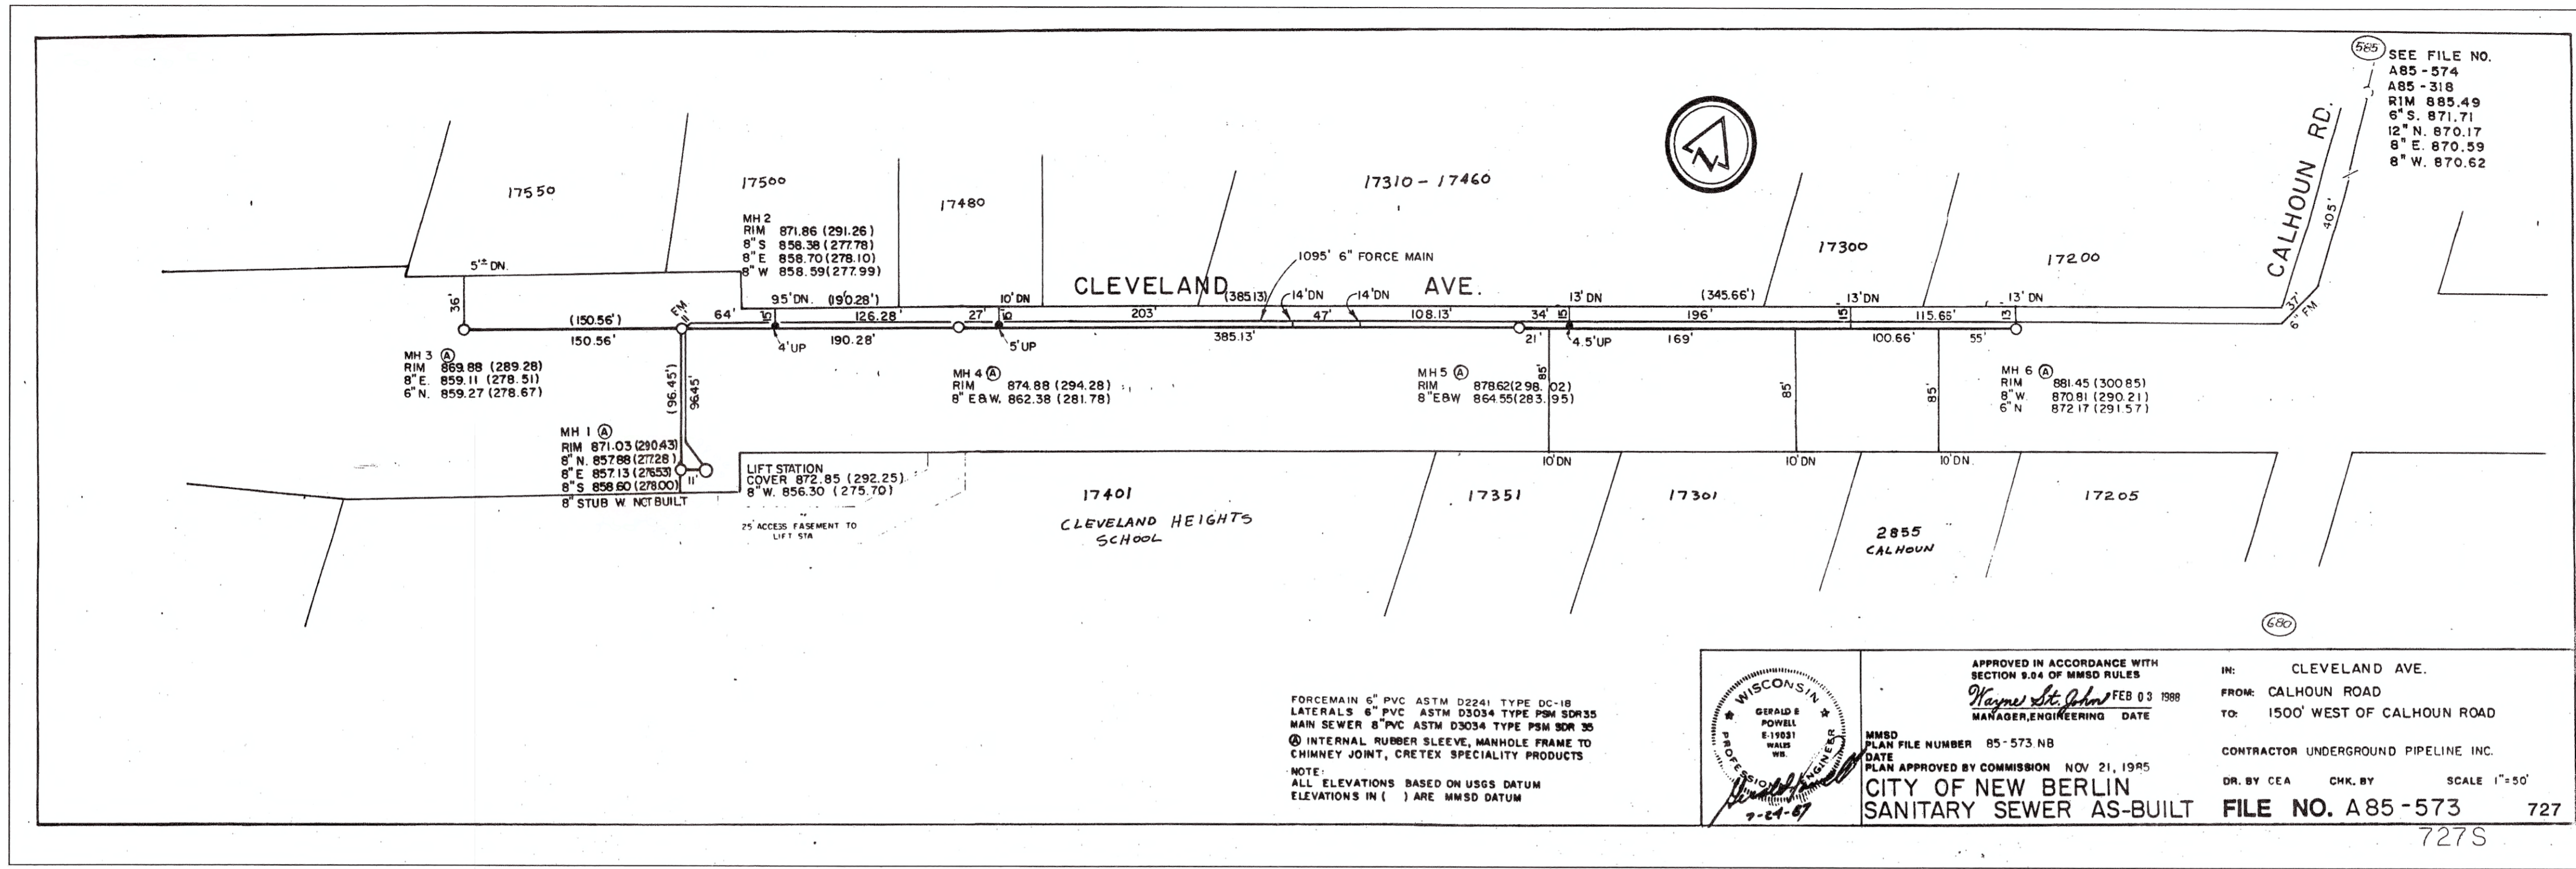 585
SEE FILE NO.
A85-574
A85-318
RIM 885.49
6" S. 871.71
12" N. 870.17
8" E. 870.59
8" W. 870.62
CALHOUN RD.
405'
37'
6" FM
N
17550
17500
17480
17310 - 17460
17300
17200
MH 2
RIM 871.86 (291.26)
8" S 858.38 (277.78)
8" E 858.70 (278.10)
8" W 858.59 (277.99)
1095' 6" FORCE MAIN
CLEVELAND AVE.
5'± DN.
36'
9.5' DN. (190.28')
10' DN
(385.13)
14' DN
14' DN
13' DN
(345.66')
13' DN
13' DN
(150.56')
150.56'
F.M.
11'
64'
15'
126.28'
27'
15'
203'
47'
108.13'
34'
15'
196'
15'
115.66'
13'
4' UP
190.28'
5' UP
385.13'
21'
4.5' UP
169'
100.66'
55'
MH 3 A
RIM 869.88 (289.28)
8" E. 859.11 (278.51)
6" N. 859.27 (278.67)
(96.45')
96.45'
MH 4 A
RIM 874.88 (294.28)
8" E&W. 862.38 (281.78)
MH 5 A
RIM 878.62 (298.02)
8" E&W 864.55 (283.95)
85'
85'
85'
MH 6 A
RIM 881.45 (300.85)
8" W. 870.81 (290.21)
6" N 872.17 (291.57)
MH 1 A
RIM 871.03 (290.43)
8" N. 857.88 (277.28)
8" E 857.13 (276.53)
8" S 858.60 (278.00)
8" STUB W. NOT BUILT
11'
LIFT STATION
COVER 872.85 (292.25)
8" W. 856.30 (275.70)
25' ACCESS EASEMENT TO
LIFT STA
10' DN
10' DN
10' DN.
17401
CLEVELAND HEIGHTS
SCHOOL
17351
17301
2855
CALHOUN
17205
680
FORCEMAIN 6" PVC ASTM D2241 TYPE DC-18
LATERALS 6" PVC ASTM D3034 TYPE PSM SDR35
MAIN SEWER 8" PVC ASTM D3034 TYPE PSM SDR 35
A INTERNAL RUBBER SLEEVE, MANHOLE FRAME TO
CHIMNEY JOINT, CRETEX SPECIALITY PRODUCTS
NOTE:
ALL ELEVATIONS BASED ON USGS DATUM
ELEVATIONS IN ( ) ARE MMSD DATUM
WISCONSIN
GERALD E
POWELL
E-19031
WALES
WIS.
PROFESSIONAL ENGINEER
APPROVED IN ACCORDANCE WITH
SECTION 9.04 OF MMSD RULES
Wayne St. John FEB 03 1988
MANAGER, ENGINEERING DATE
MMSD
PLAN FILE NUMBER 85-573.NB
DATE
PLAN APPROVED BY COMMISSION NOV 21, 1985
CITY OF NEW BERLIN
SANITARY SEWER AS-BUILT
IN: CLEVELAND AVE.
FROM: CALHOUN ROAD
TO: 1500' WEST OF CALHOUN ROAD
CONTRACTOR UNDERGROUND PIPELINE INC.
DR. BY CEA CHK. BY SCALE 1"=50'
FILE NO. A85-573 727
727S